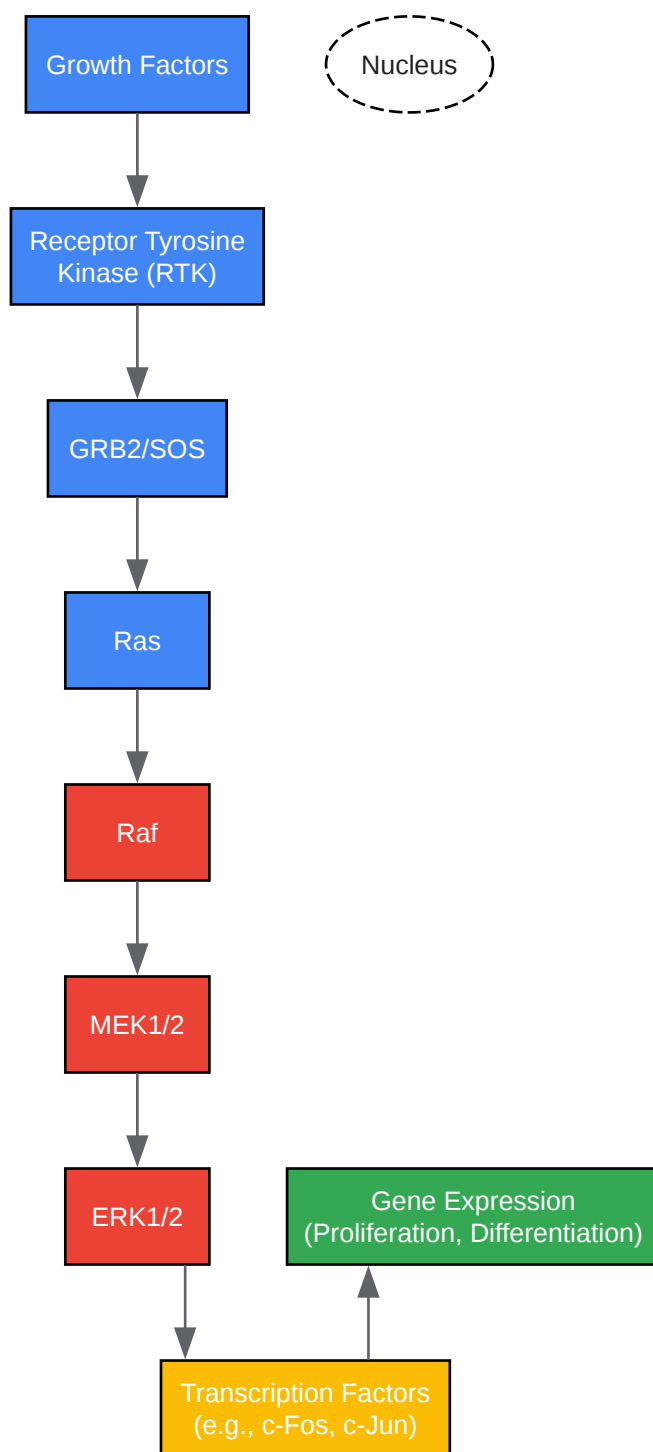 Growth Factors
Nucleus
Receptor Tyrosine
Kinase (RTK)
GRB2/SOS
Ras
Raf
MEK1/2
ERK1/2
Gene Expression
(Proliferation, Differentiation)
Transcription Factors
(e.g., c-Fos, c-Jun)